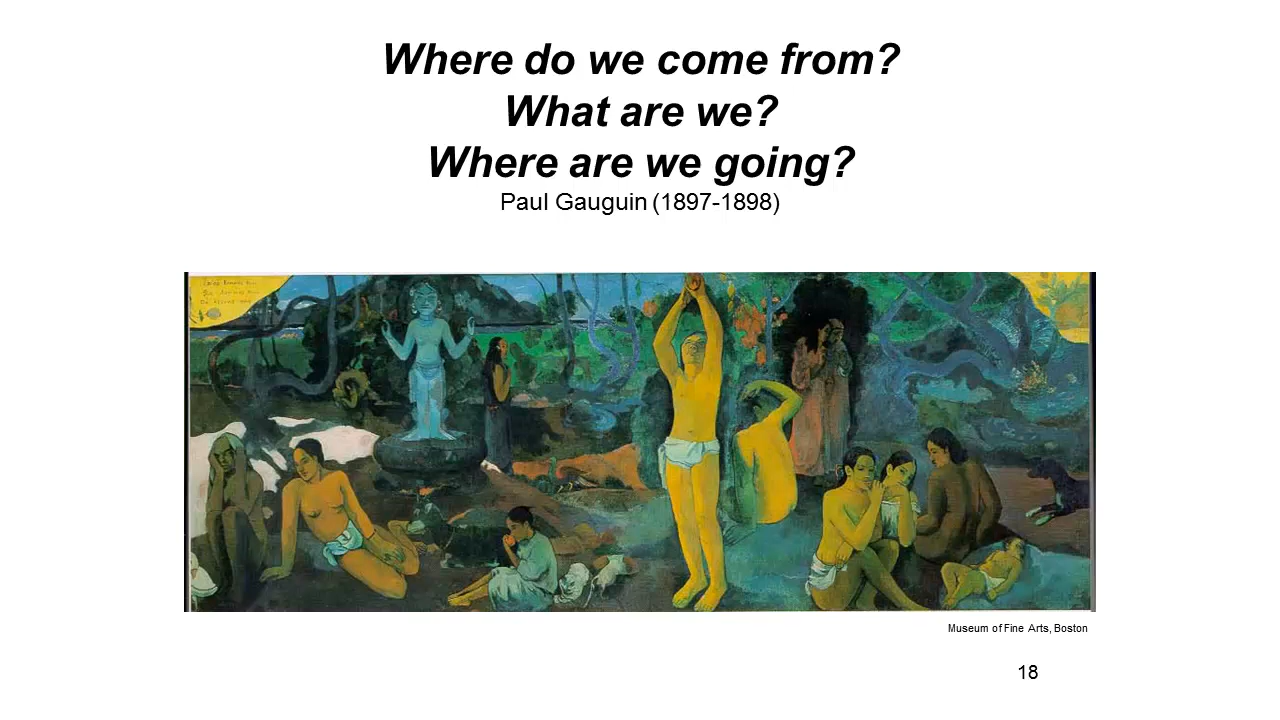 Where do we come from?
What are we?
Where are we going?
Paul Gauguin (1897-1898)
Museum of Fine Arts, Boston
18